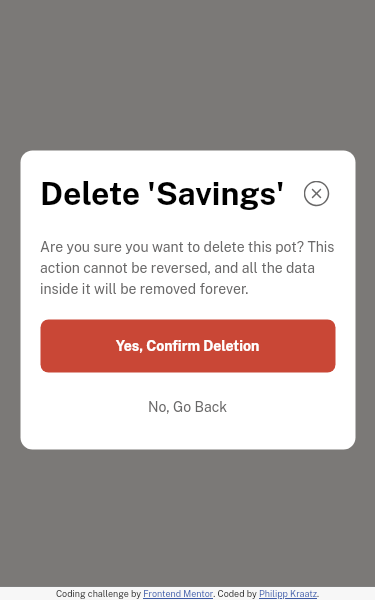 Delete 'Savings'
Are you sure you want to delete this pot? This
action cannot be reversed, and all the data
inside it will be removed forever.
Yes, Confirm Deletion
No, Go Back
Coding challenge by Frontend Mentor. Coded by Philipp Kraatz.